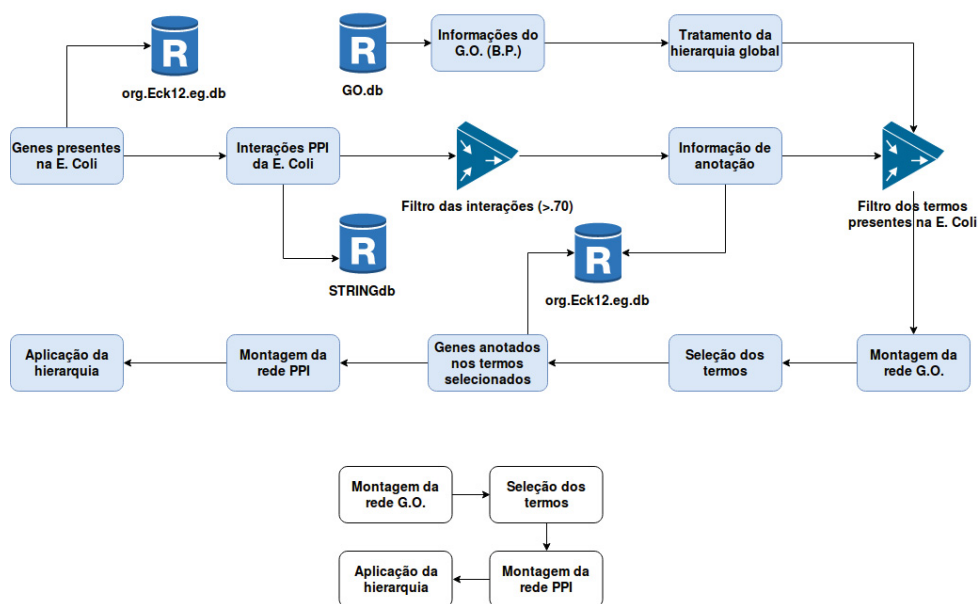 R
org.Eck12.eg.db
R
GO.db
Informações do
G.O. (B.P.)
Tratamento da
hierarquia global
Genes presentes
na E. Coli
Interações PPI
da E. Coli
Filtro das interações (>.70)
Informação de
anotação
Filtro dos termos
presentes na E. Coli
R
STRINGdb
R
org.Eck12.eg.db
Aplicação da
hierarquia
Montagem da
rede PPI
Genes anotados
nos termos
selecionados
Seleção dos
termos
Montagem da
rede G.O.
Montagem da
rede G.O.
Seleção dos
termos
Aplicação da
hierarquia
Montagem da
rede PPI